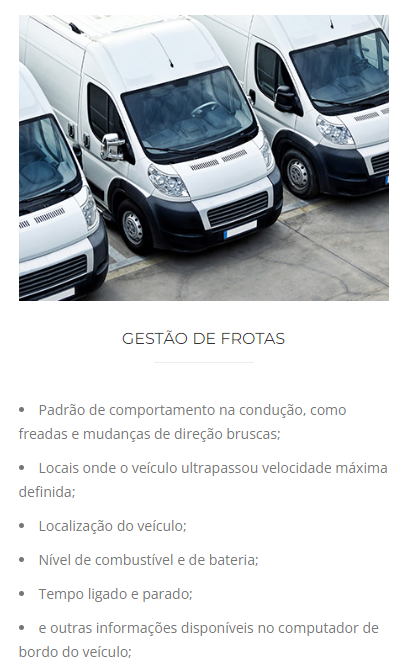 GESTÃO DE FROTAS
• Padrão de comportamento na condução, como
freadas e mudanças de direção bruscas;
• Locais onde o veículo ultrapassou velocidade máxima
definida;
• Localização do veículo;
• Nível de combustível e de bateria;
• Tempo ligado e parado;
• e outras informações disponíveis no computador de
bordo do veículo;